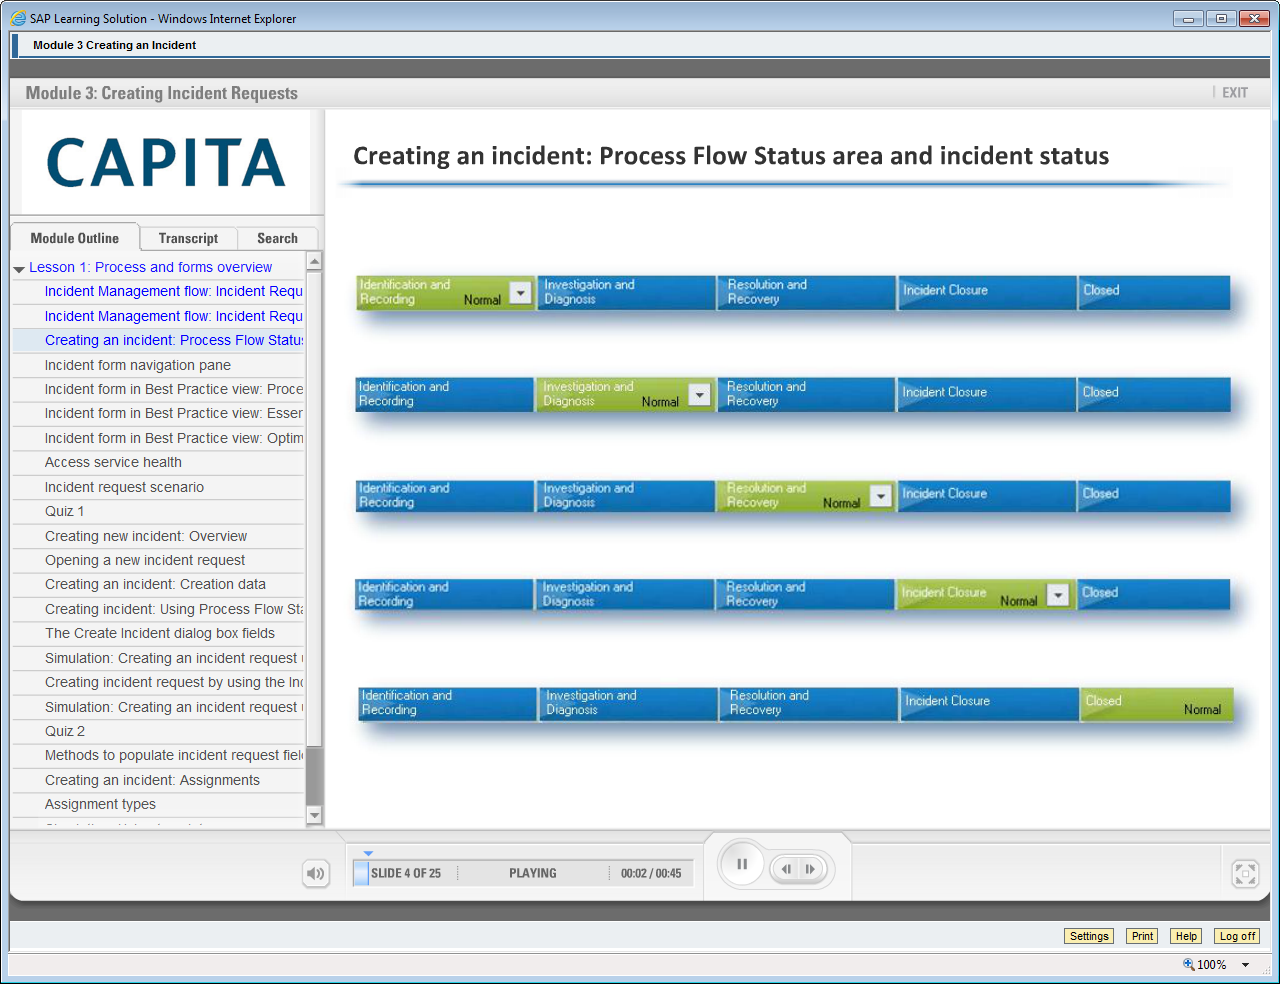 SAP Learning Solution - Windows Internet Explorer
Module 3 Creating an Incident
Module 3: Creating Incident Requests
EXIT
CAPITA
Module Outline
Transcript
Search
Lesson 1: Process and forms overview
Incident Management flow: Incident Requ
Incident Management flow: Incident Requ
Creating an incident: Process Flow Status
Incident form navigation pane
Incident form in Best Practice view: Proce
Incident form in Best Practice view: Essen
Incident form in Best Practice view: Optim
Access service health
Incident request scenario
Quiz 1
Creating new incident: Overview
Opening a new incident request
Creating an incident: Creation data
Creating incident: Using Process Flow Sta
The Create Incident dialog box fields
Simulation: Creating an incident request
Creating incident request by using the Inc
Simulation: Creating an incident request
Quiz 2
Methods to populate incident request field
Creating an incident: Assignments
Assignment types
Creating an incident: Process Flow Status area and incident status
Identification and
Recording
Normal
Investigation and
Diagnosis
Resolution and
Recovery
Incident Closure
Closed
Identification and
Recording
Investigation and
Diagnosis
Normal
Resolution and
Recovery
Incident Closure
Closed
Identification and
Recording
Investigation and
Diagnosis
Resolution and
Recovery
Normal
Incident Closure
Closed
Identification and
Recording
Investigation and
Diagnosis
Resolution and
Recovery
Incident Closure
Normal
Closed
Identification and
Recording
Investigation and
Diagnosis
Resolution and
Recovery
Incident Closure
Closed
Normal
SLIDE 4 OF 25
PLAYING
00:02 / 00:45
Settings
Print
Help
Log off
100%